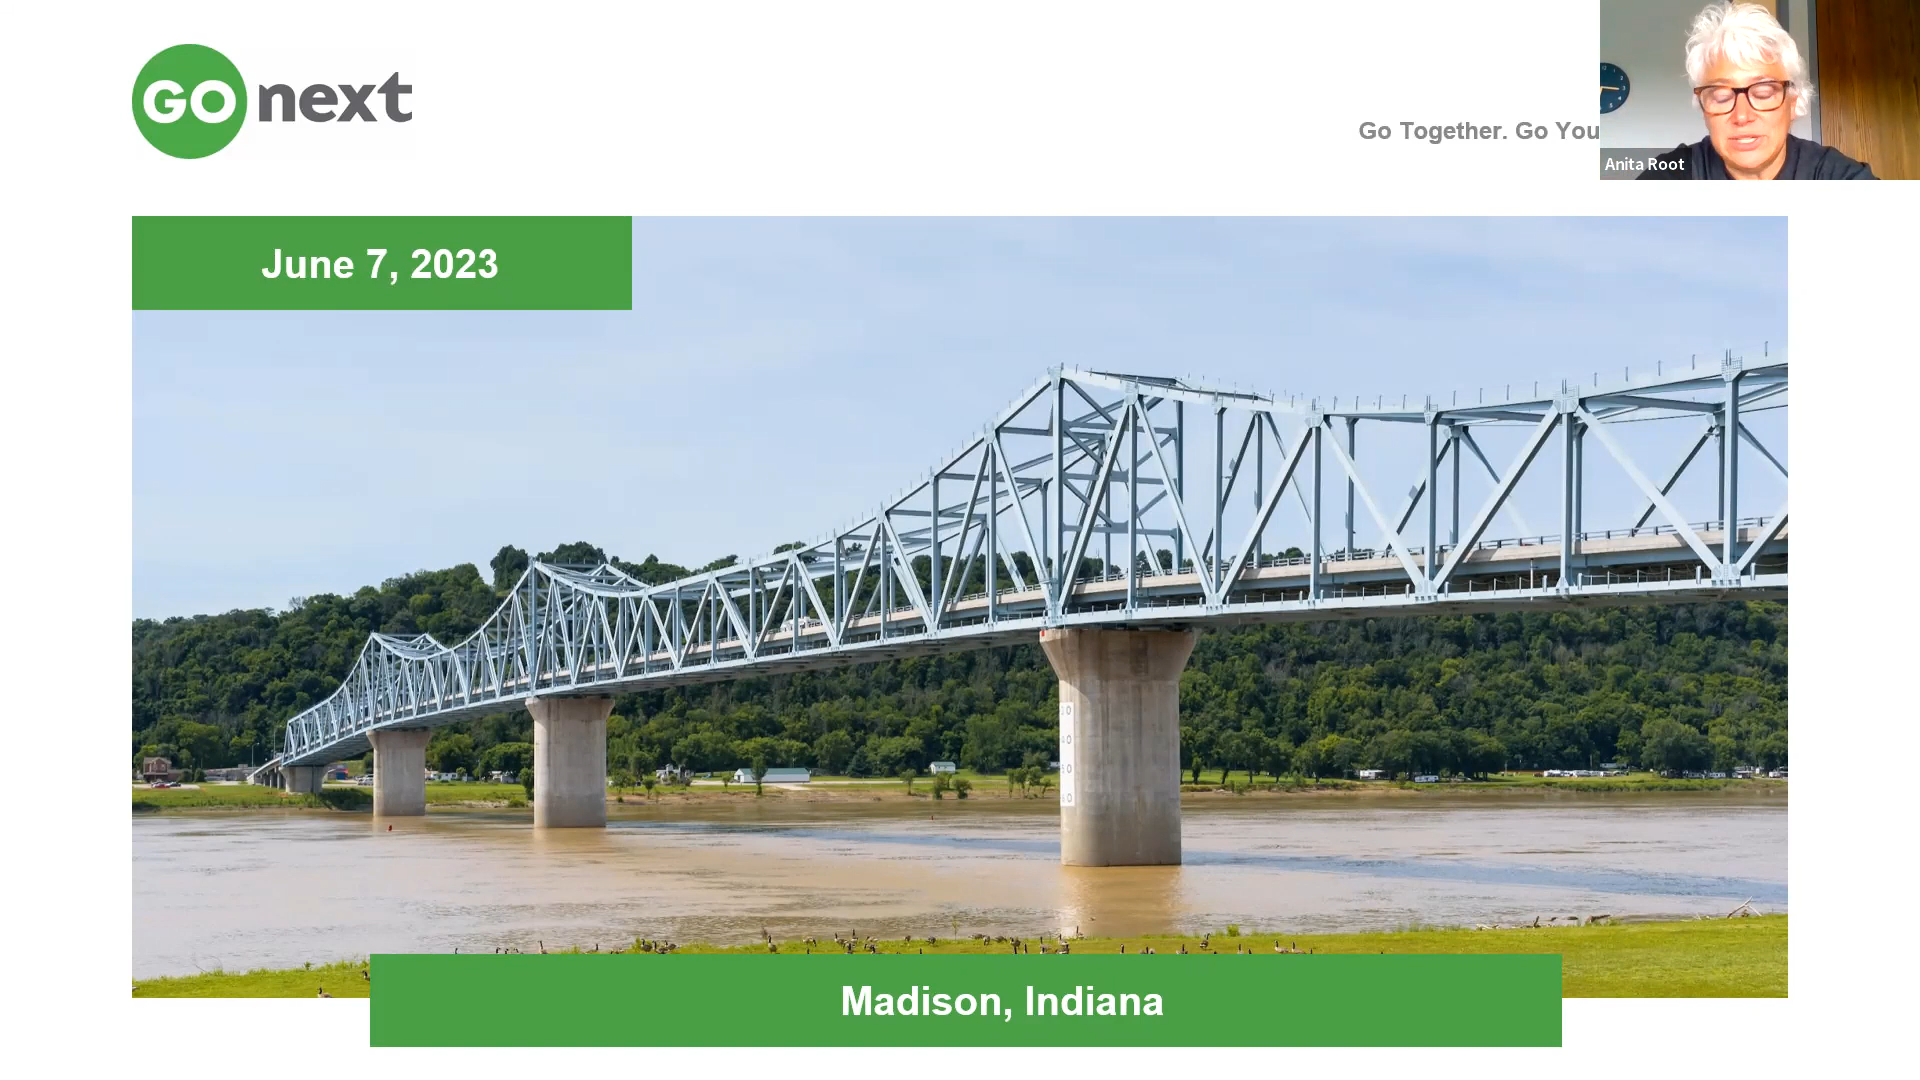 GO next
Go Together. Go You
Anita Root
June 7, 2023
Madison, Indiana